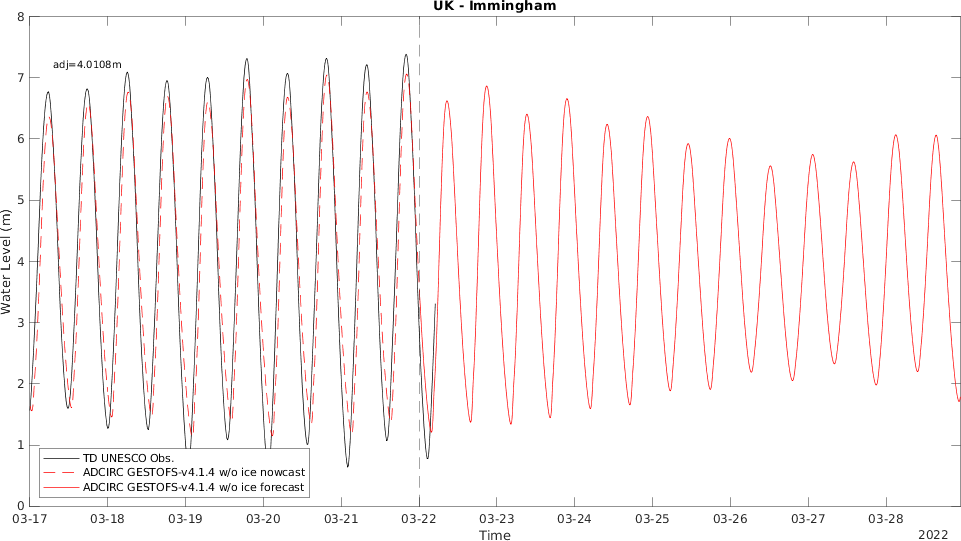 UK - Immingham
8
7
6
5
4
3
2
1
0
adj=4.0108m
Water Level (m)
TD UNESCO Obs.
ADCIRC GESTOFS-v4.1.4 w/o ice nowcast
ADCIRC GESTOFS-v4.1.4 w/o ice forecast
03-17 03-18 03-19 03-20 03-21 03-22 03-23 03-24 03-25 03-26 03-27 03-28
Time
2022